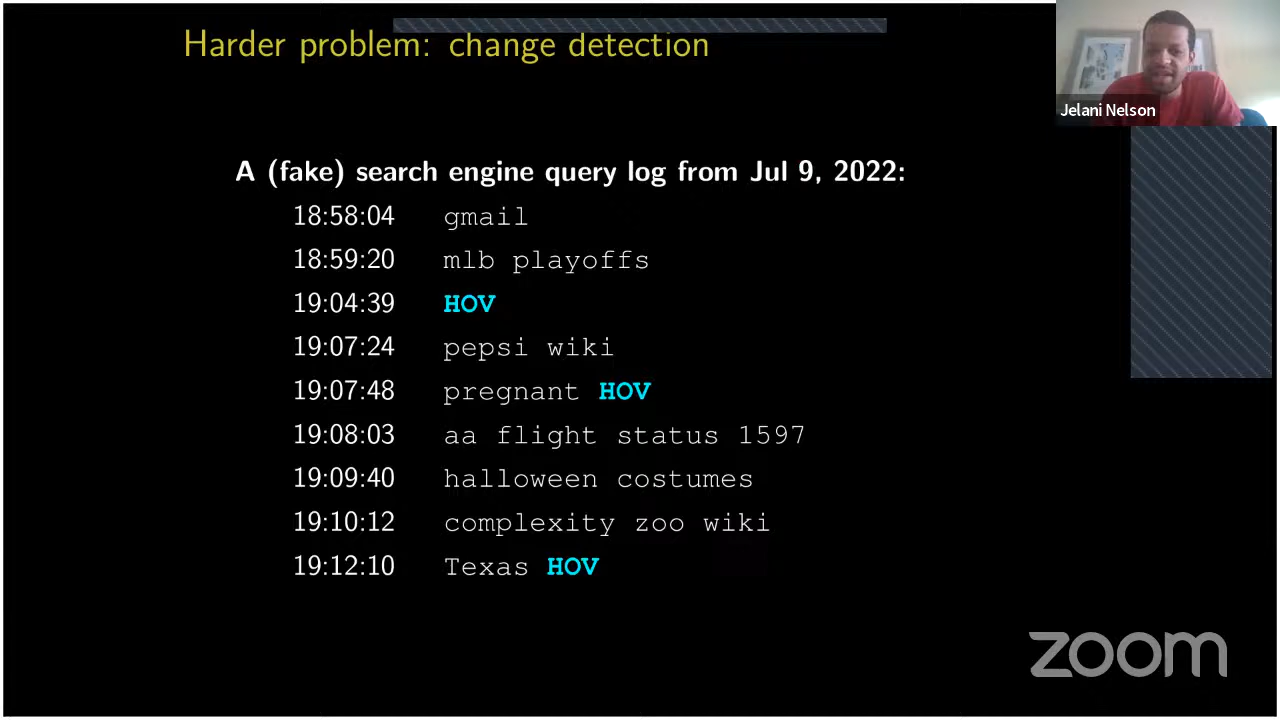 Harder problem: change detection
Jelani Nelson
A (fake) search engine query log from Jul 9, 2022:
18:58:04 gmail
18:59:20 mlb playoffs
19:04:39 HOV
19:07:24 pepsi wiki
19:07:48 pregnant HOV
19:08:03 aa flight status 1597
19:09:40 halloween costumes
19:10:12 complexity zoo wiki
19:12:10 Texas HOV
zoom